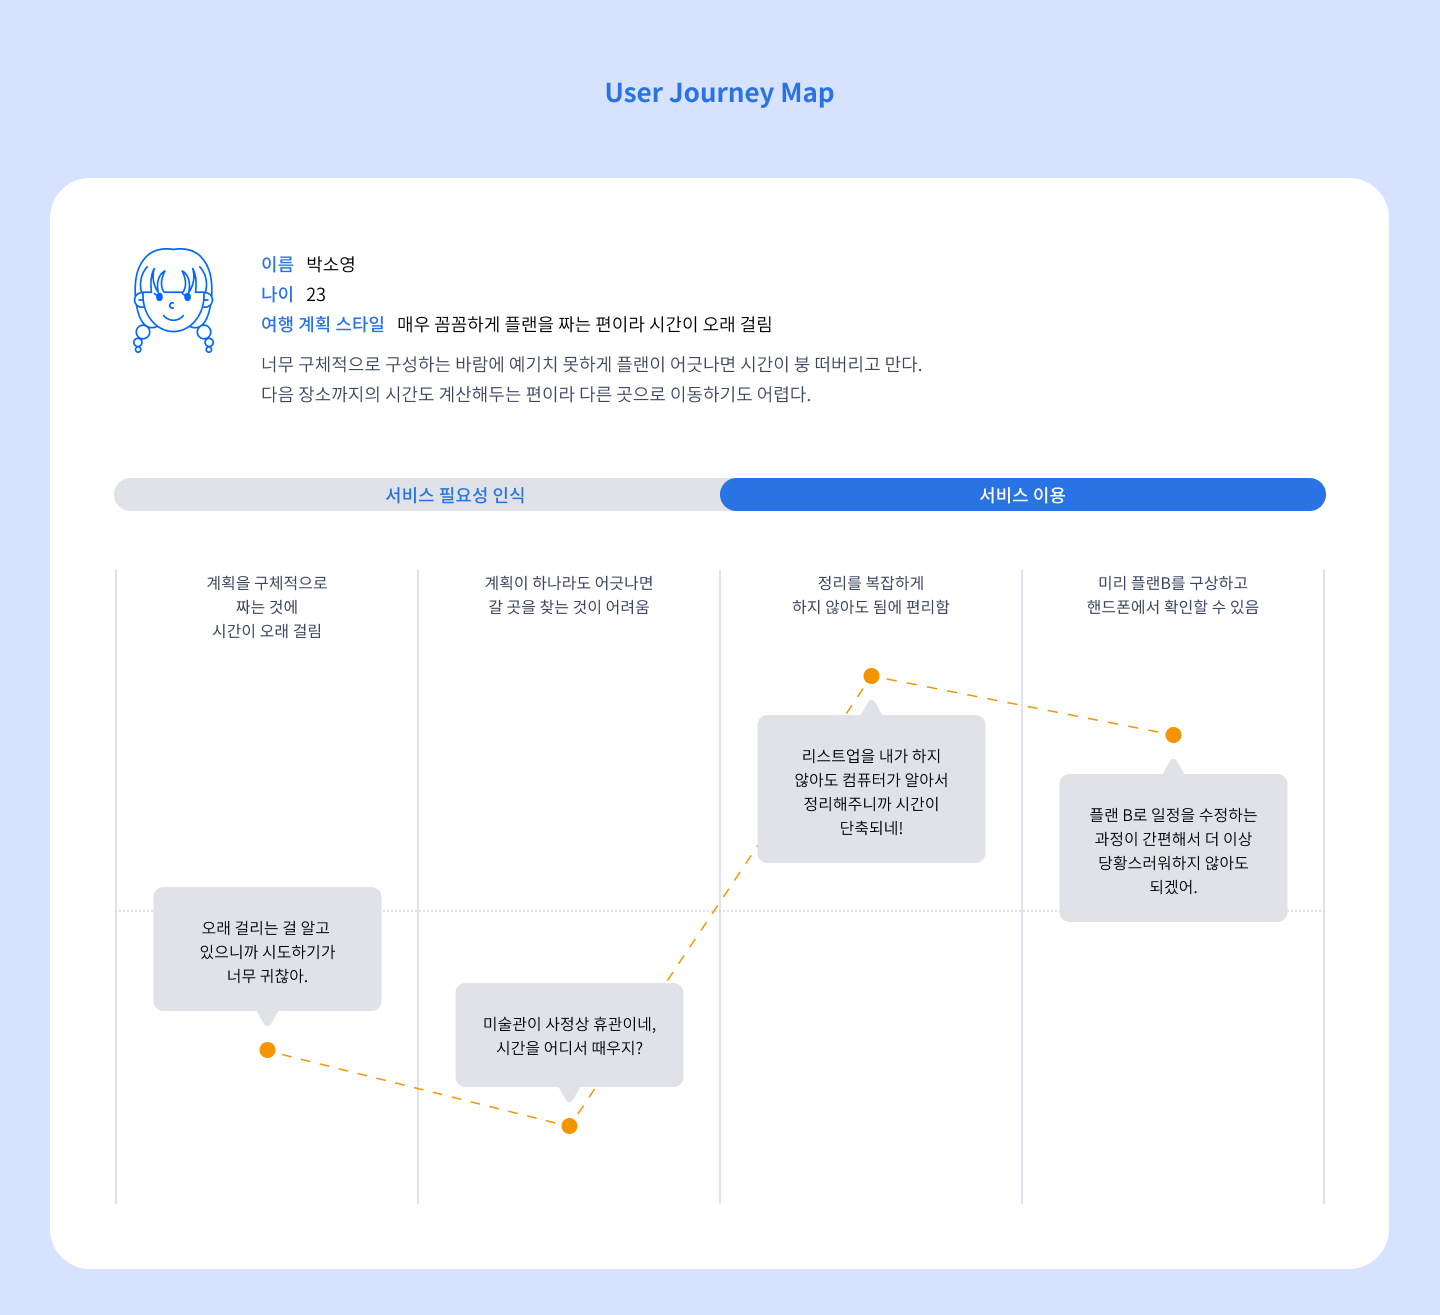 User Journey Map
이름 박소영
나이 23
여행 계획 스타일 매우 꼼꼼하게 플랜을 짜는 편이라 시간이 오래 걸림
너무 구체적으로 구성하는 바람에 예기치 못하게 플랜이 어긋나면 시간이 붕 떠버리고 만다.
다음 장소까지의 시간도 계산해두는 편이라 다른 곳으로 이동하기도 어렵다.
서비스 필요성 인식
서비스 이용
계획을 구체적으로
짜는 것에
시간이 오래 걸림
계획이 하나라도 어긋나면
갈 곳을 찾는 것이 어려움
정리를 복잡하게
하지 않아도 됨에 편리함
미리 플랜B를 구상하고
핸드폰에서 확인할 수 있음
오래 걸리는 걸 알고
있으니까 시도하기가
너무 귀찮아.
미술관이 사정상 휴관이네,
시간을 어디서 때우지?
리스트업을 내가 하지
않아도 컴퓨터가 알아서
정리해주니까 시간이
단축되네!
플랜 B로 일정을 수정하는
과정이 간편해서 더 이상
당황스러워하지 않아도
되겠어.